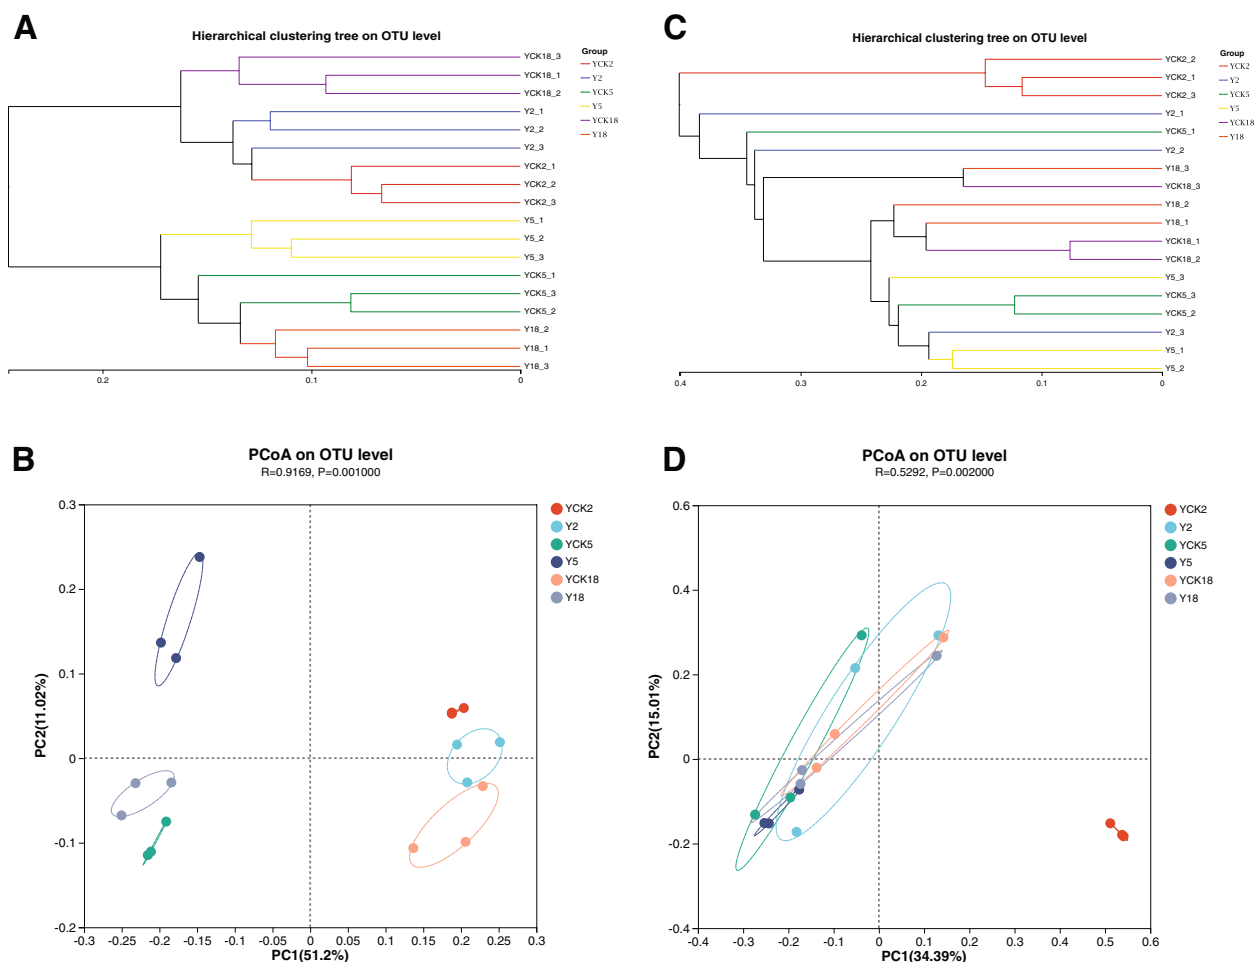 A
Hierarchical clustering tree on OTU level
Group
YCK2
Y2
YCK5
Y5
YCK18
Y18
YCK18_3
YCK18_1
YCK18_2
Y2_1
Y2_2
Y2_3
YCK2_1
YCK2_2
YCK2_3
Y5_1
Y5_2
Y5_3
YCK5_1
YCK5_3
YCK5_2
Y18_2
Y18_1
Y18_3
0.2 0.1 0
C
Hierarchical clustering tree on OTU level
Group
YCK2
Y2
YCK5
Y5
YCK18
Y18
YCK2_2
YCK2_1
YCK2_3
Y2_1
YCK5_1
Y2_2
Y18_3
YCK18_3
Y18_2
Y18_1
YCK18_1
YCK18_2
Y5_3
YCK5_3
YCK5_2
Y2_3
Y5_1
Y5_2
0.4 0.3 0.2 0.1 0
B
PCoA on OTU level
R=0.9169, P=0.001000
YCK2
Y2
YCK5
Y5
YCK18
Y18
PC2(11.02%)
0.3
0.2
0.1
0
-0.1
-0.2
-0.3 -0.25 -0.2 -0.15 -0.1 -0.05 0 0.05 0.1 0.15 0.2 0.25 0.3
PC1(51.2%)
D
PCoA on OTU level
R=0.5292, P=0.002000
YCK2
Y2
YCK5
Y5
YCK18
Y18
PC2(15.01%)
0.6
0.4
0.2
0
-0.2
-0.4
-0.4 -0.3 -0.2 -0.1 0 0.1 0.2 0.3 0.4 0.5 0.6
PC1(34.39%)